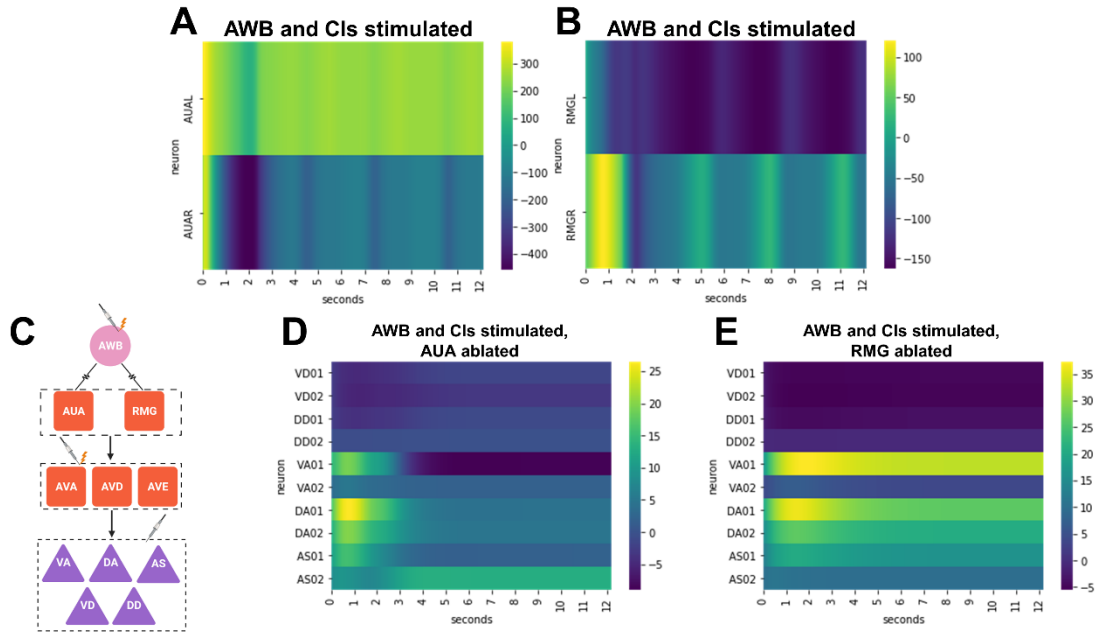 A
AWB and CIs stimulated
AUAL
AUAR
neuron
0 1 2 3 4 5 6 7 8 9 10 11 12
seconds
300
200
100
0
−100
−200
−300
−400
B
AWB and CIs stimulated
RMGL
RMGR
neuron
0 1 2 3 4 5 6 7 8 9 10 11 12
seconds
100
50
0
−50
−100
−150
C
AWB
AUA RMG
AVA AVD AVE
VA DA AS
VD DD
D
AWB and CIs stimulated,
AUA ablated
VD01
VD02
DD01
DD02
VA01
VA02
DA01
DA02
AS01
AS02
neuron
0 1 2 3 4 5 6 7 8 9 10 11 12
seconds
25
20
15
10
5
0
−5
E
AWB and CIs stimulated,
RMG ablated
VD01
VD02
DD01
DD02
VA01
VA02
DA01
DA02
AS01
AS02
neuron
0 1 2 3 4 5 6 7 8 9 10 11 12
seconds
35
30
25
20
15
10
5
0
−5